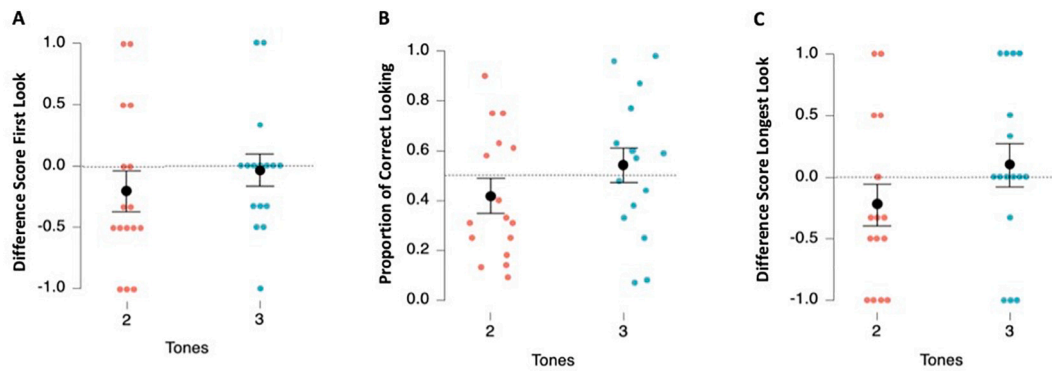 A
Difference Score First Look
1.0
0.5
0.0
-0.5
-1.0
2
3
Tones
B
Proportion of Correct Looking
1.0
0.8
0.6
0.4
0.2
0.0
2
3
Tones
C
Difference Score Longest Look
1.0
0.5
0.0
-0.5
-1.0
2
3
Tones